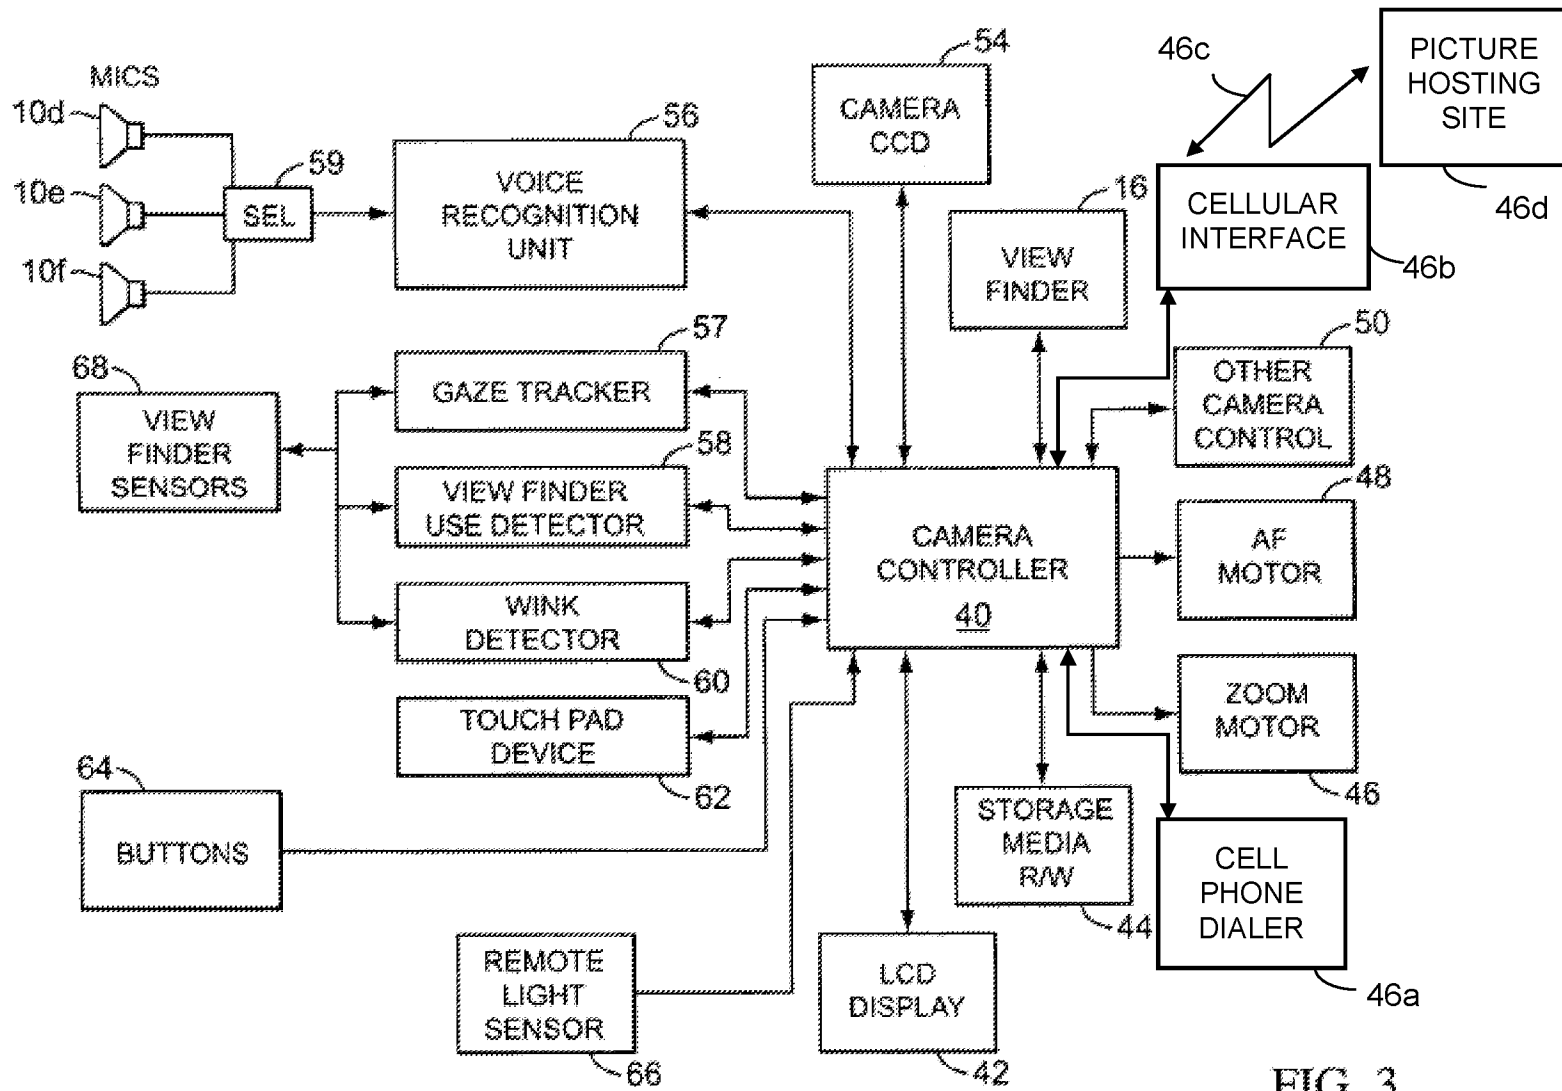 MICS
10d
10e
10f
59
SEL
56
VOICE
RECOGNITION
UNIT
54
CAMERA
CCD
16
VIEW
FINDER
46c
PICTURE
HOSTING
SITE
46d
CELLULAR
INTERFACE
46b
68
VIEW
FINDER
SENSORS
57
GAZE TRACKER
58
VIEW FINDER
USE DETECTOR
WINK
DETECTOR
60
TOUCH PAD
DEVICE
62
64
BUTTONS
REMOTE
LIGHT
SENSOR
66
CAMERA
CONTROLLER
40
50
OTHER
CAMERA
CONTROL
48
AF
MOTOR
ZOOM
MOTOR
46
STORAGE
MEDIA
R/W
44
LCD
DISPLAY
42
CELL
PHONE
DIALER
46a
FIG. 3